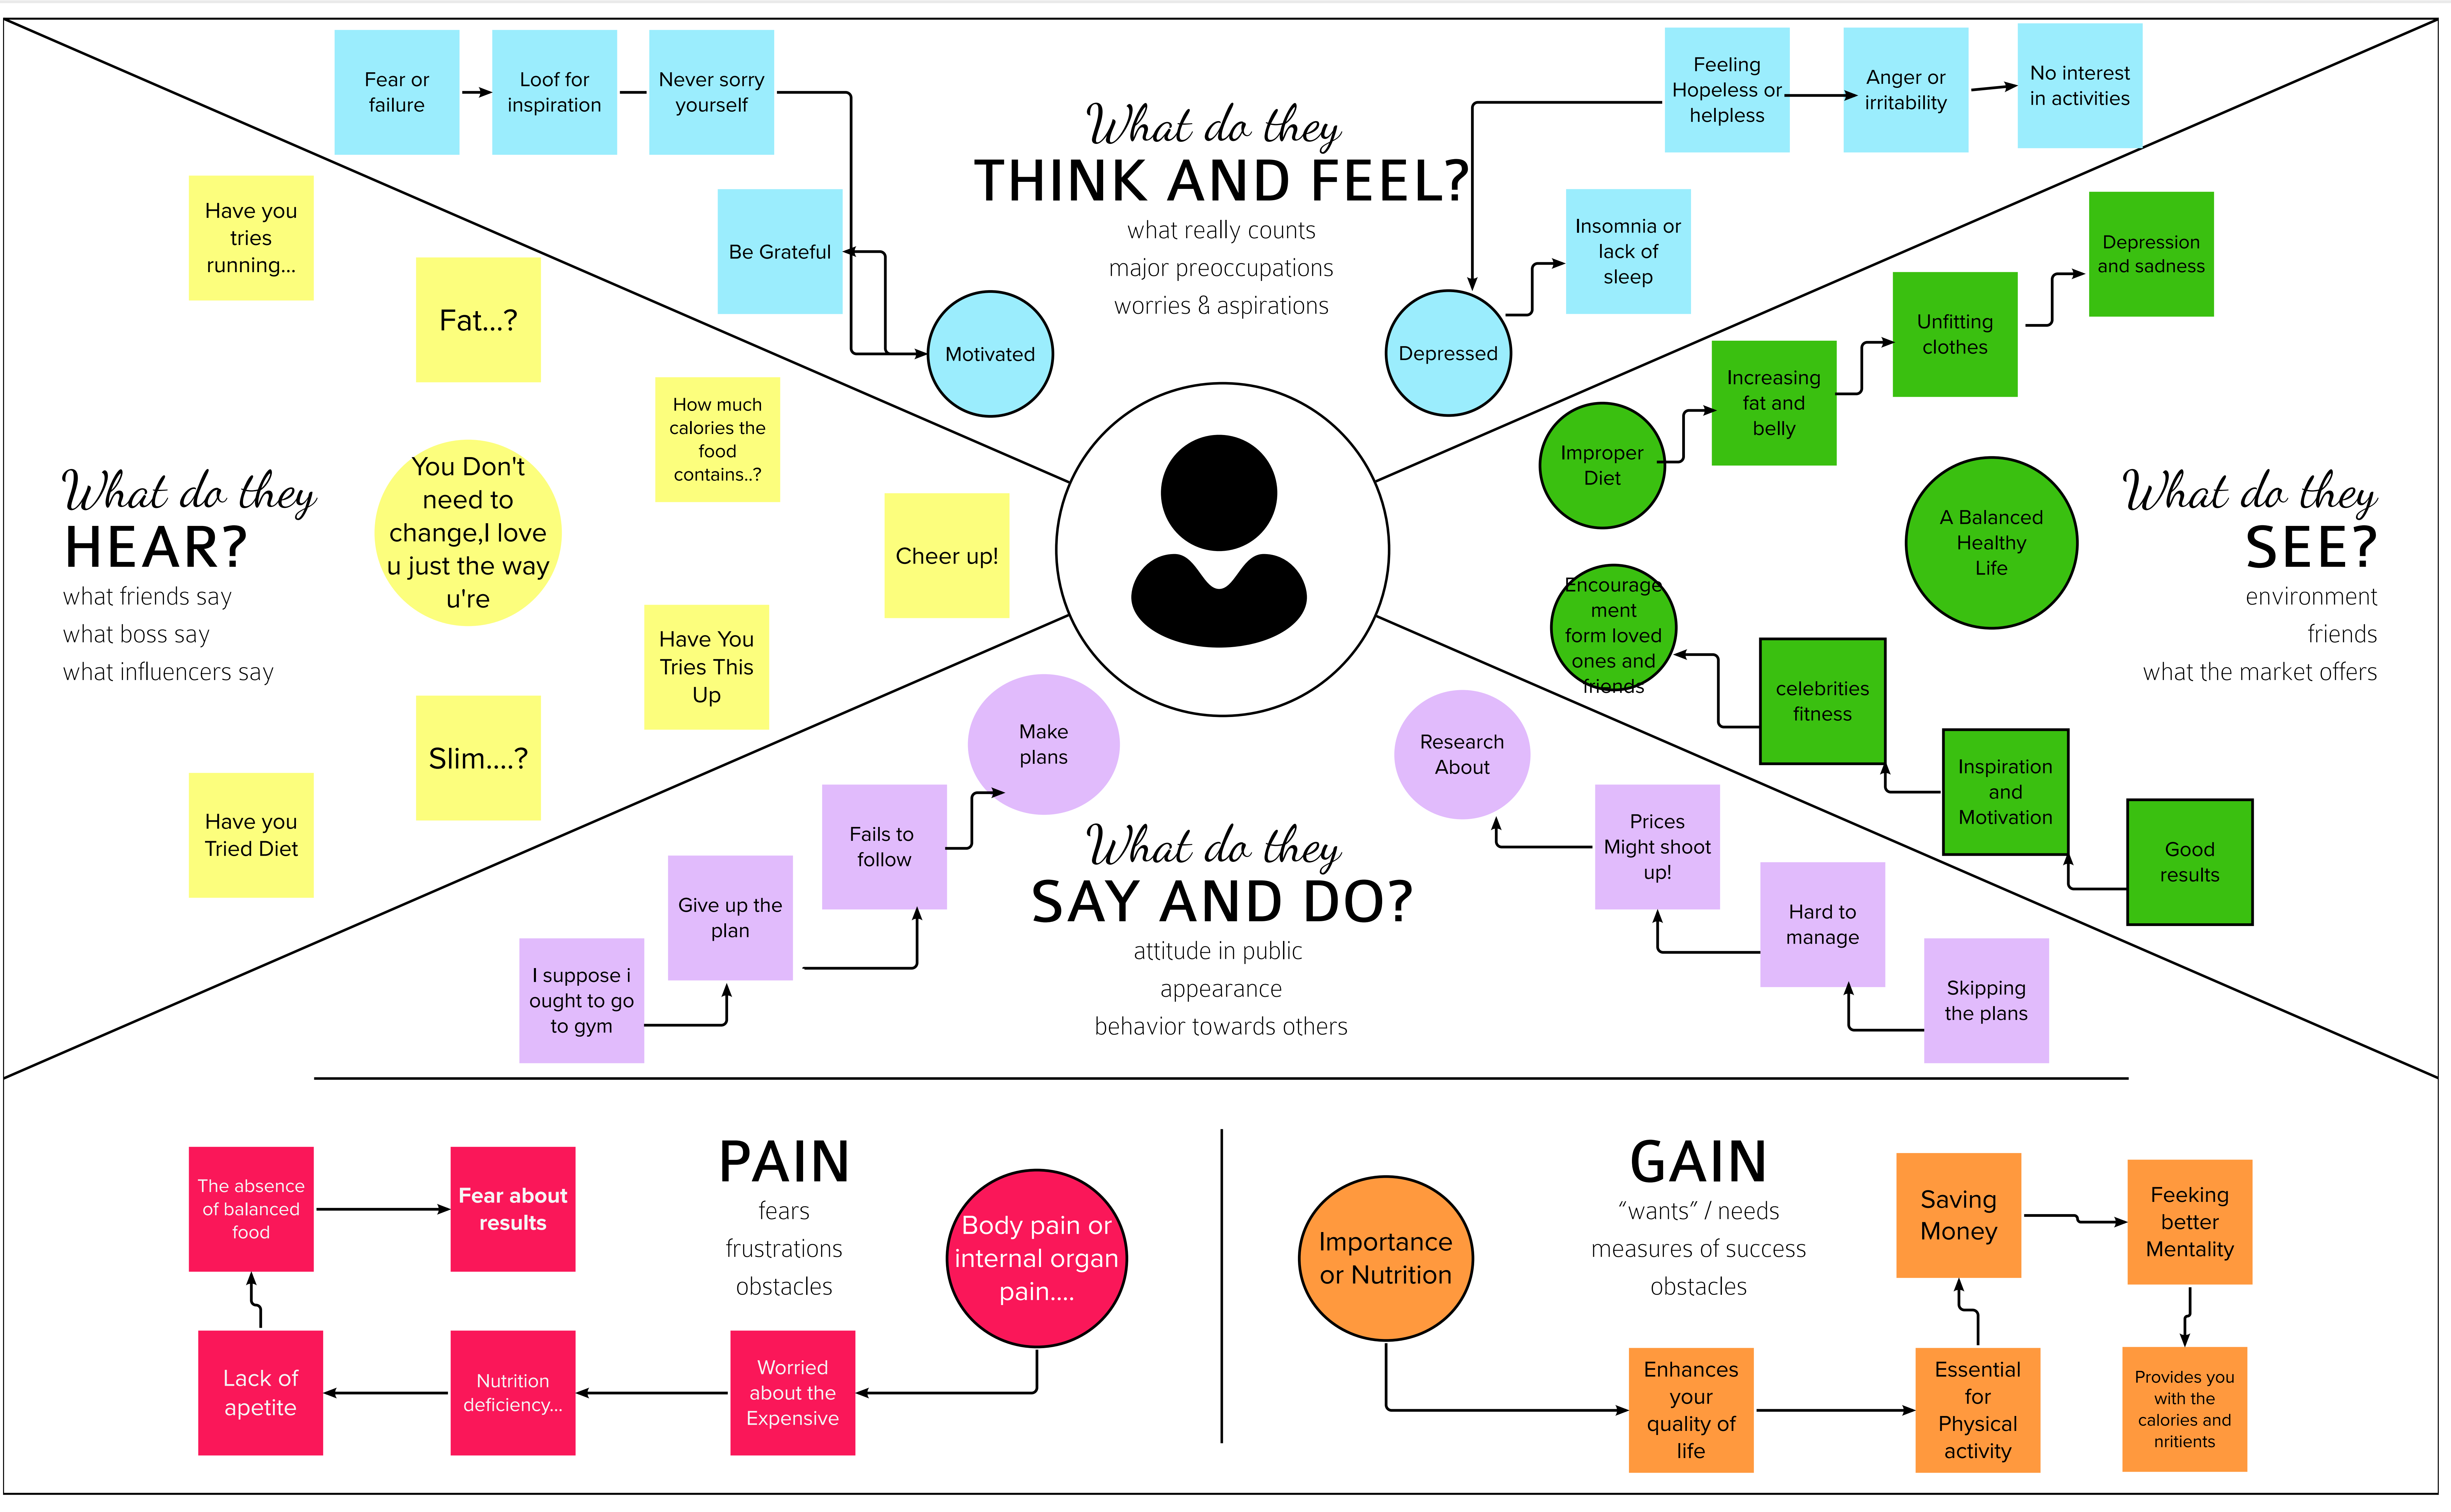 Fear or
failure
Loof for
inspiration
Never sorry
yourself
Be Grateful
Motivated
What do they
THINK AND FEEL?
what really counts
major preoccupations
worries & aspirations
Feeling
Hopeless or
helpless
Anger or
irritability
No interest
in activities
Insomnia or
lack of
sleep
Depressed
Have you
tries
running...
Fat...?
How much
calories the
food
contains..?
What do they
HEAR?
what friends say
what boss say
what influencers say
You Don't
need to
change,I love
u just the way
u're
Cheer up!
Have You
Tries This
Up
Slim....?
Have you
Tried Diet
Depression
and sadness
Unfitting
clothes
Increasing
fat and
belly
Improper
Diet
A Balanced
Healthy
Life
What do they
SEE?
environment
friends
what the market offers
Encourage
ment
form loved
ones and
friends
celebrities
fitness
Inspiration
and
Motivation
Good
results
Make
plans
Fails to
follow
Give up the
plan
I suppose i
ought to go
to gym
What do they
SAY AND DO?
attitude in public
appearance
behavior towards others
Research
About
Prices
Might shoot
up!
Hard to
manage
Skipping
the plans
PAIN
fears
frustrations
obstacles
The absence
of balanced
food
Fear about
results
Body pain or
internal organ
pain....
Lack of
apetite
Nutrition
deficiency...
Worried
about the
Expensive
GAIN
“wants” / needs
measures of success
obstacles
Importance
or Nutrition
Saving
Money
Feeking
better
Mentality
Enhances
your
quality of
life
Essential
for
Physical
activity
Provides you
with the
calories and
nritients